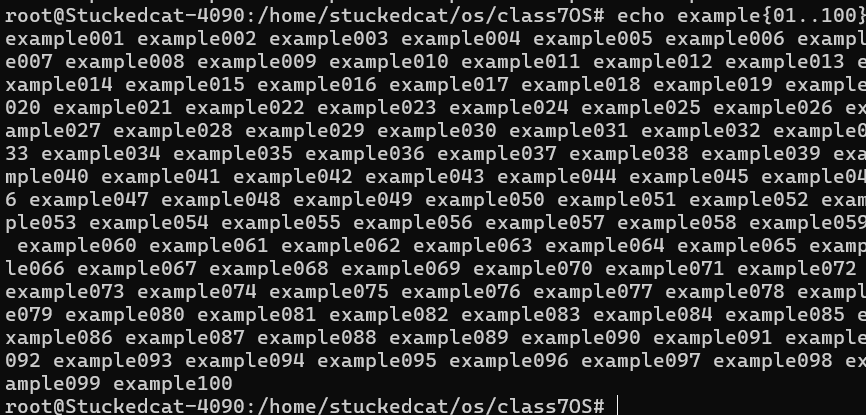 root@Stuckedcat-4090:/home/stuckedcat/os/class7OS# echo example{01..100}
example001 example002 example003 example004 example005 example006 exampl
e007 example008 example009 example010 example011 example012 example013 e
xample014 example015 example016 example017 example018 example019 example
020 example021 example022 example023 example024 example025 example026 ex
ample027 example028 example029 example030 example031 example032 example0
33 example034 example035 example036 example037 example038 example039 exa
mple040 example041 example042 example043 example044 example045 example04
6 example047 example048 example049 example050 example051 example052 exam
ple053 example054 example055 example056 example057 example058 example059
 example060 example061 example062 example063 example064 example065 examp
le066 example067 example068 example069 example070 example071 example072
example073 example074 example075 example076 example077 example078 exampl
e079 example080 example081 example082 example083 example084 example085 e
xample086 example087 example088 example089 example090 example091 example
092 example093 example094 example095 example096 example097 example098 ex
ample099 example100
root@Stuckedcat-4090:/home/stuckedcat/os/class7OS#